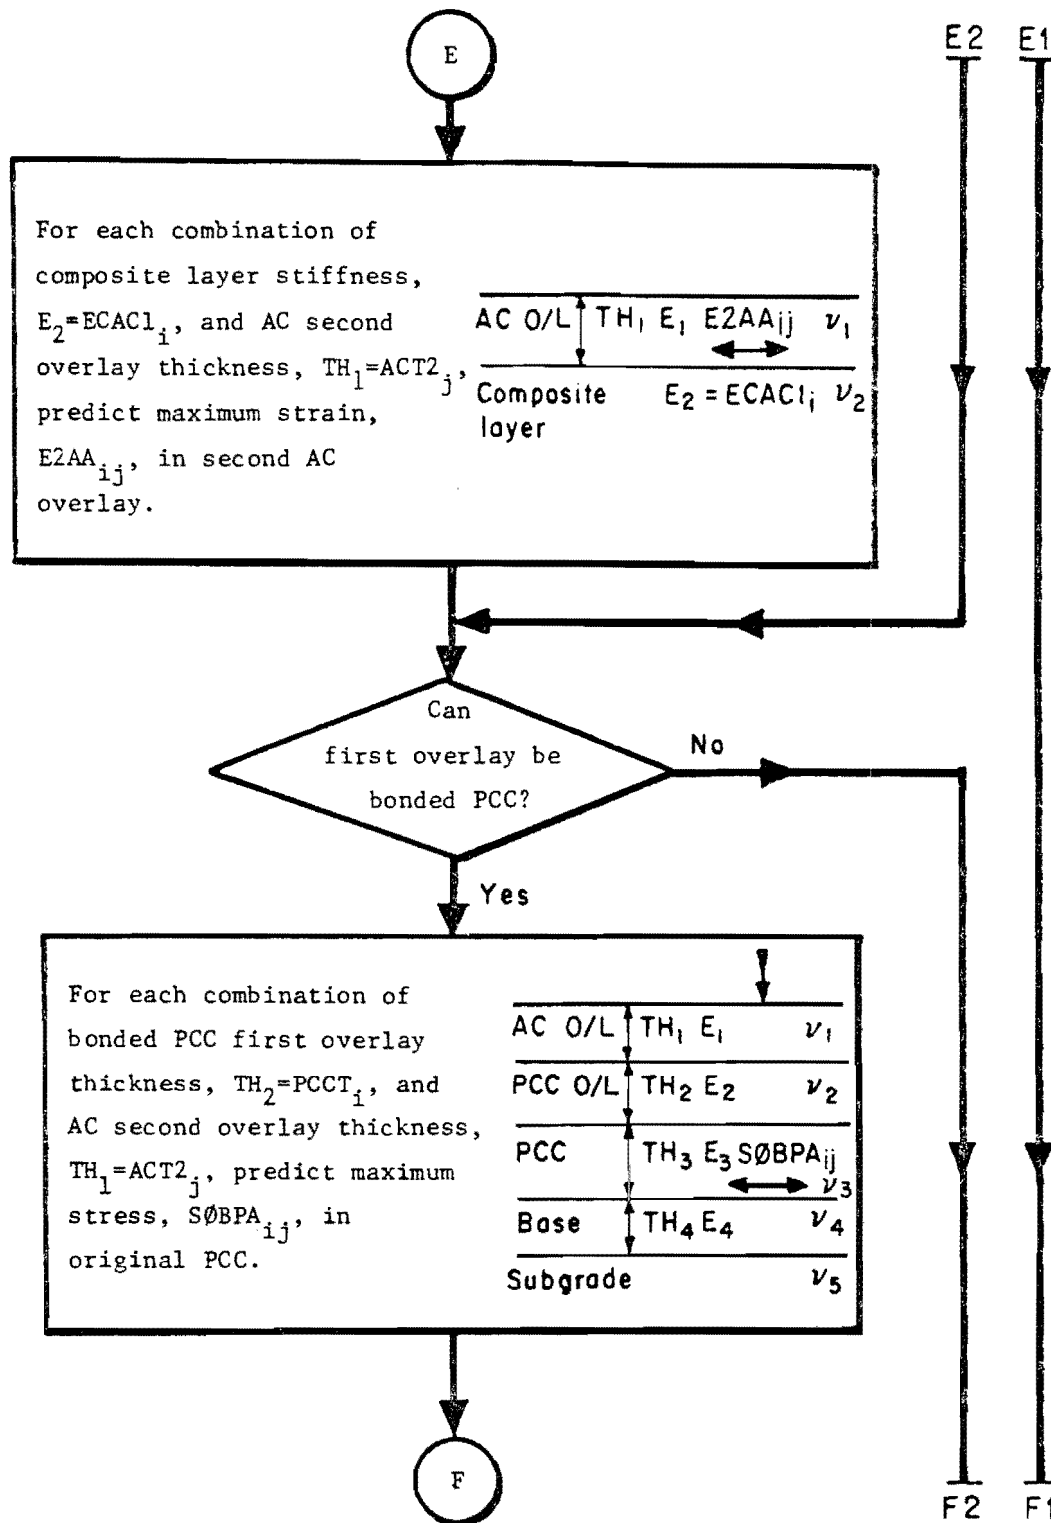 E
E2 E1
For each combination of
composite layer stiffness,
E₂=ECAC1ᵢ, and AC second
overlay thickness, TH₁=ACT2ⱼ,
predict maximum strain,
E2AAᵢⱼ, in second AC
overlay.
AC O/L TH₁ E₁ E2AAᵢⱼ ν₁
Composite E₂ = ECAC1ᵢ ν₂
layer
Can
first overlay be
bonded PCC?
No
Yes
For each combination of
bonded PCC first overlay
thickness, TH₂=PCCTᵢ, and
AC second overlay thickness,
TH₁=ACT2ⱼ, predict maximum
stress, SØBPAᵢⱼ, in
original PCC.
AC O/L TH₁ E₁ ν₁
PCC O/L TH₂ E₂ ν₂
PCC TH₃ E₃ SØBPAᵢⱼ
ν₃
Base TH₄ E₄ ν₄
Subgrade ν₅
F
F2 F1